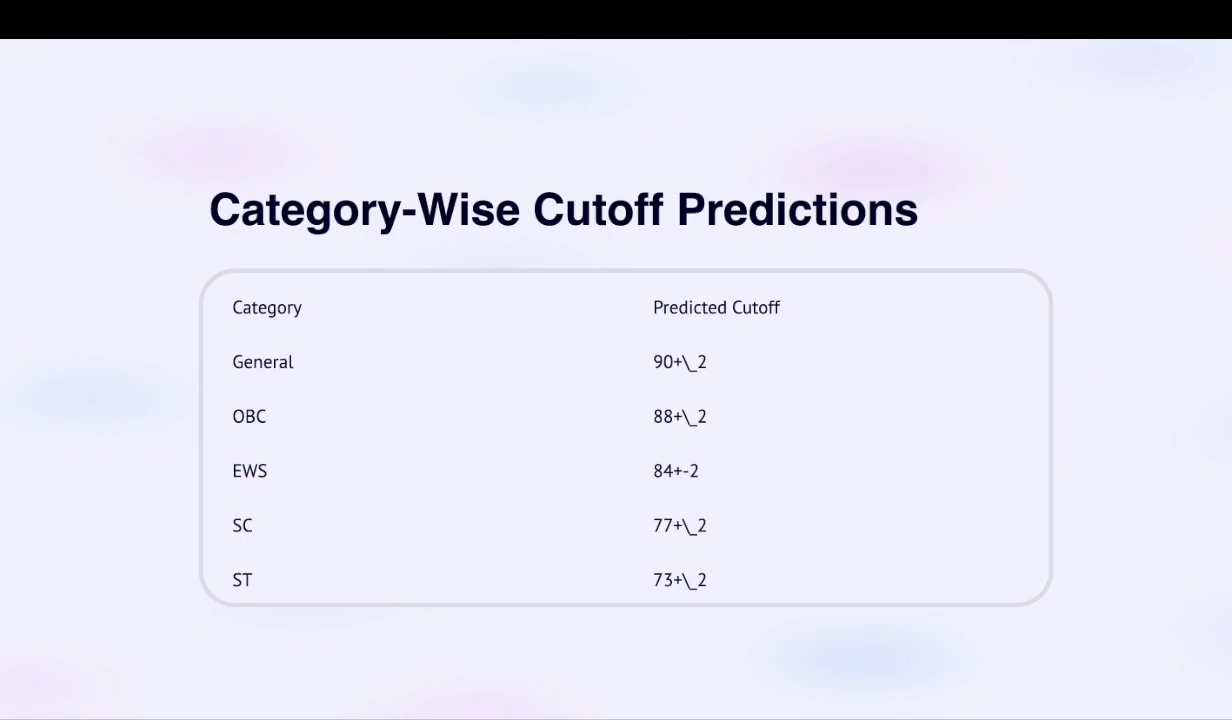 Category-Wise Cutoff Predictions
Category Predicted Cutoff
General 90+\_2
OBC 88+\_2
EWS 84+-2
SC 77+\_2
ST 73+\_2